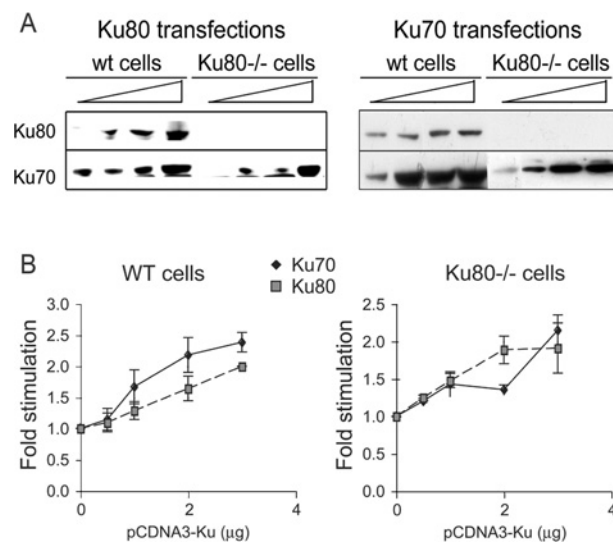 A
Ku80 transfections
wt cells Ku80-/- cells
Ku70 transfections
wt cells Ku80-/- cells
Ku80
Ku70
B
WT cells
Ku70
Ku80
Ku80-/- cells
Fold stimulation
3.0
2.5
2.0
1.5
1.0
0.5
0.0
0 2 4
pCDNA3-Ku (µg)
Fold stimulation
2.5
2.0
1.5
1.0
0.5
0.0
0 2 4
pCDNA3-Ku (µg)